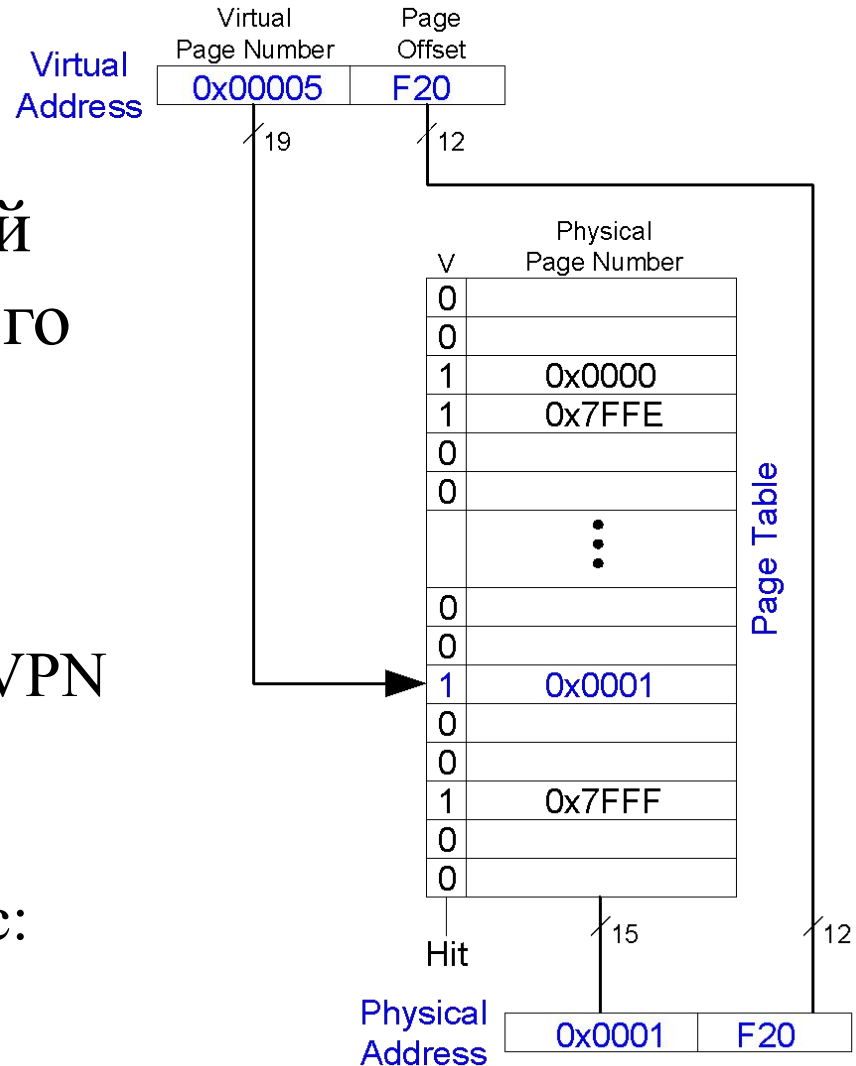 Virtual Page Number
Page Offset
Virtual Address
0x00005 F20
19 12
й
го
Physical Page Number
V
0
0
1 0x0000
1 0x7FFE
0
0
Page Table
0
0
VPN
1 0x0001
0
0
1 0x7FFF
0
0
с:
15 12
Hit
Physical Address
0x0001 F20